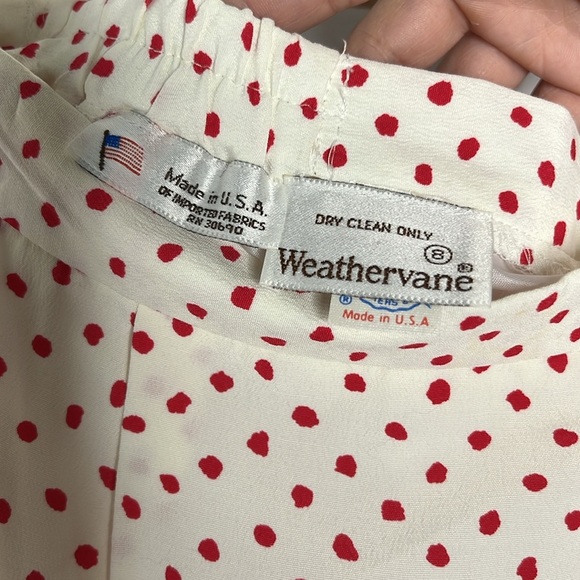 Made in U.S.A.
OF IMPORTED FABRICS
RN 30690
DRY CLEAN ONLY
8
Weathervane®
®
Made in U.S.A